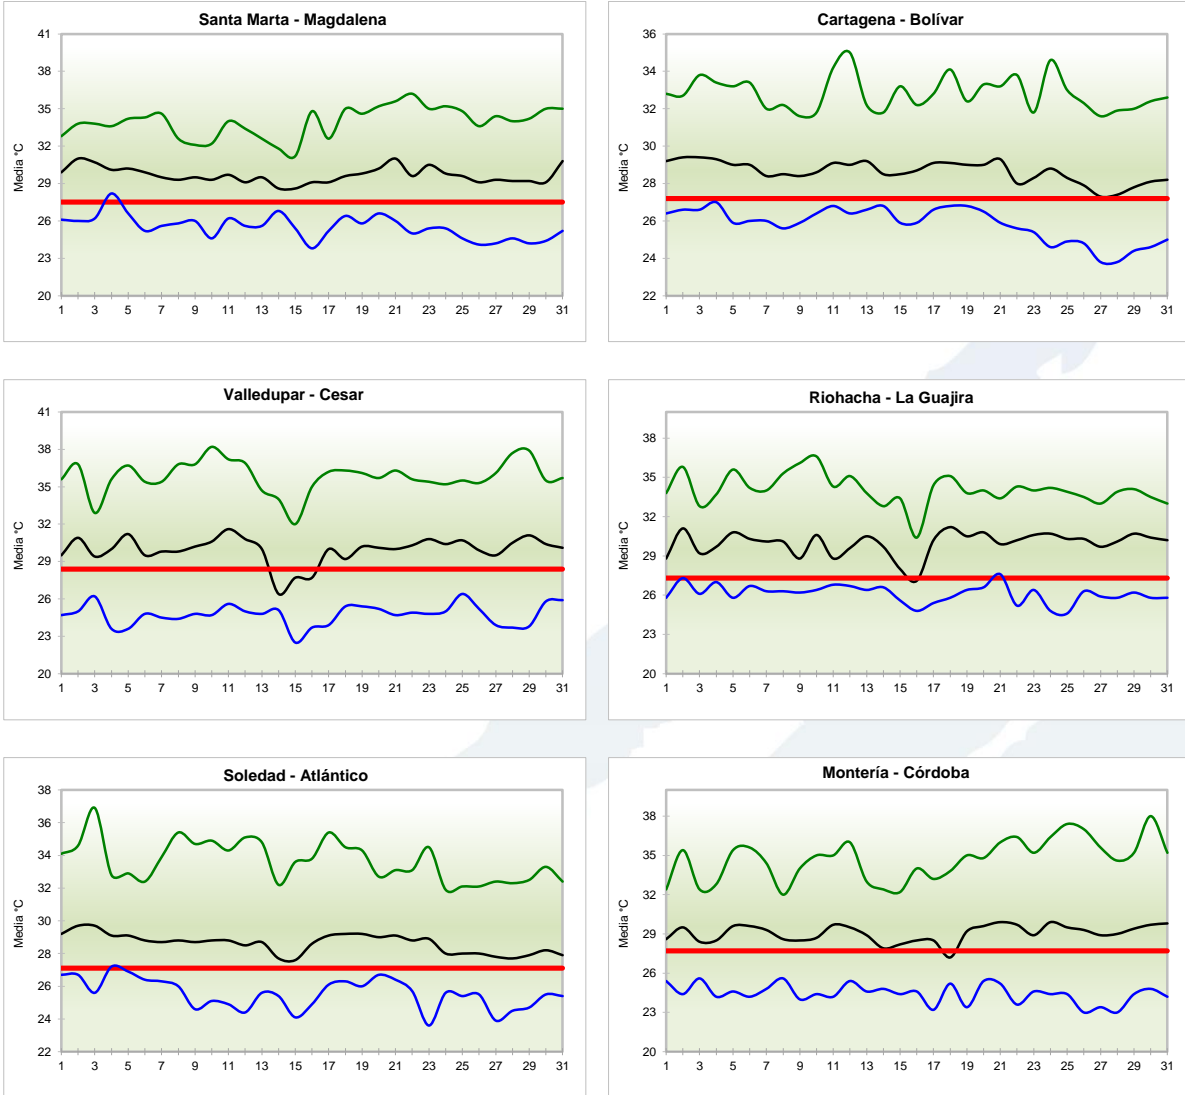 Santa Marta - Magdalena
41
38
35
32
29
26
23
20
Media °C
1 3 5 7 9 11 13 15 17 19 21 23 25 27 29 31
Cartagena - Bolívar
36
34
32
30
28
26
24
22
Media °C
1 3 5 7 9 11 13 15 17 19 21 23 25 27 29 31
Valledupar - Cesar
41
38
35
32
29
26
23
20
Media °C
1 3 5 7 9 11 13 15 17 19 21 23 25 27 29 31
Riohacha - La Guajira
38
35
32
29
26
23
20
Media °C
1 3 5 7 9 11 13 15 17 19 21 23 25 27 29 31
Soledad - Atlántico
38
36
34
32
30
28
26
24
22
Media °C
1 3 5 7 9 11 13 15 17 19 21 23 25 27 29 31
Montería - Córdoba
38
35
32
29
26
23
20
Media °C
1 3 5 7 9 11 13 15 17 19 21 23 25 27 29 31